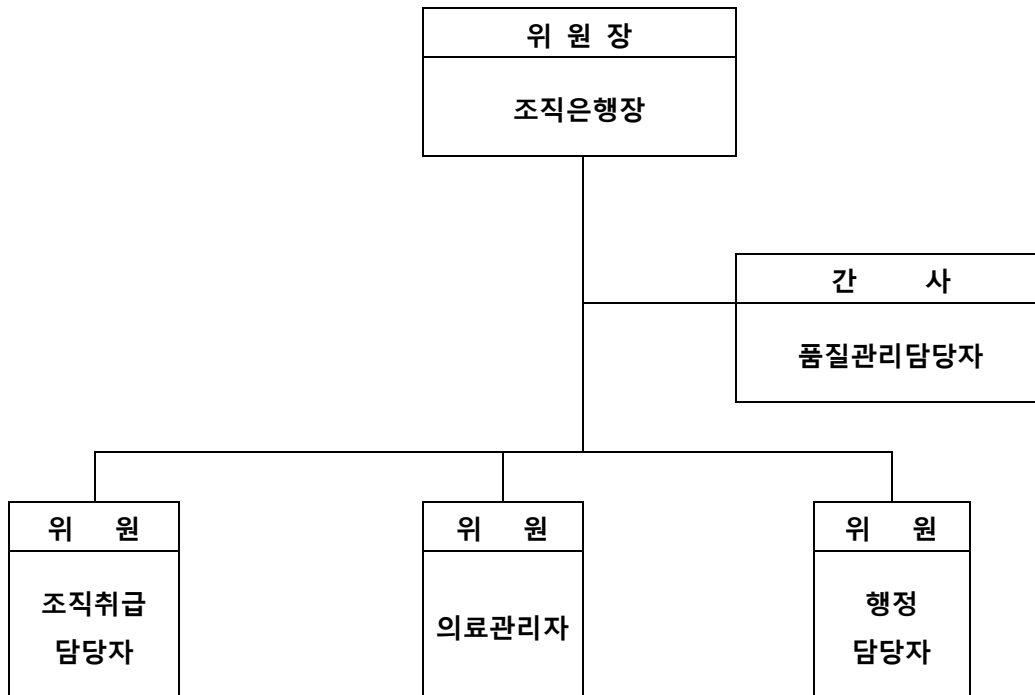 위 원 장
조직은행장
간 사
품질관리담당자
위 원
조직취급
담당자
위 원
의료관리자
위 원
행정
담당자